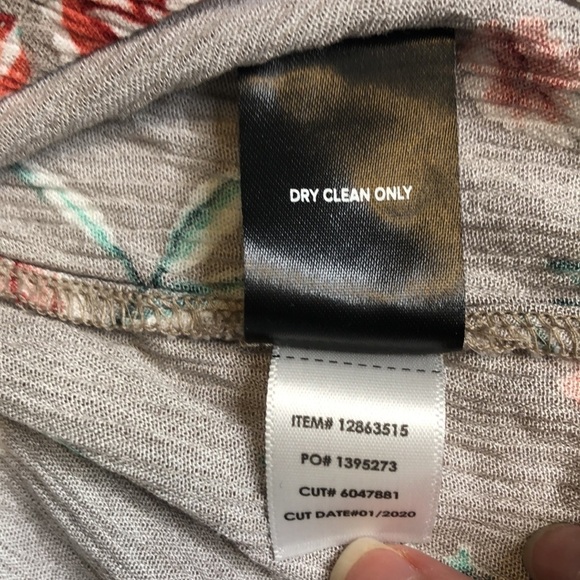 DRY CLEAN ONLY
ITEM# 12863515
PO# 1395273
CUT# 6047881
CUT DATE#01/2020